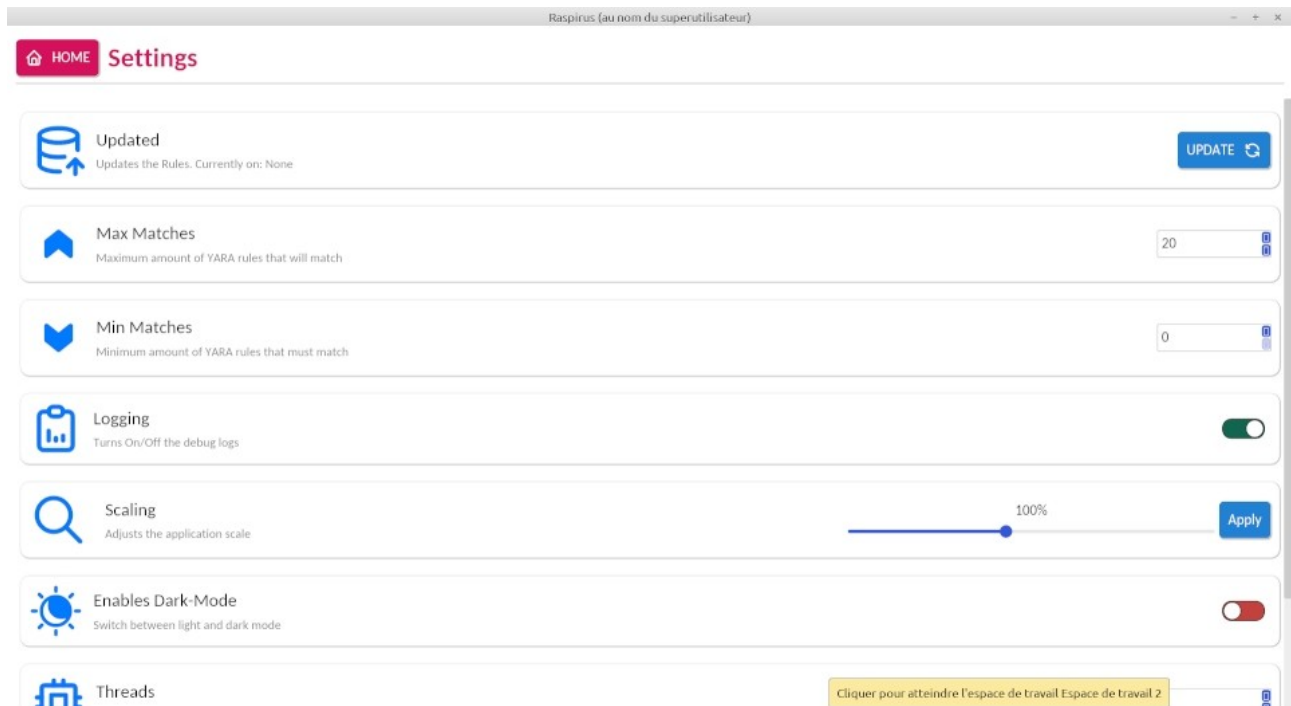 Raspirus (au nom du superutilisateur)
HOME Settings
Updated
Updates the Rules. Currently on: None
UPDATE
Max Matches
Maximum amount of YARA rules that will match
20
Min Matches
Minimum amount of YARA rules that must match
0
Logging
Turns On/Off the debug logs
Scaling
Adjusts the application scale
100%
Apply
Enables Dark-Mode
Switch between light and dark mode
Threads
Cliquer pour atteindre l'espace de travail Espace de travail 2